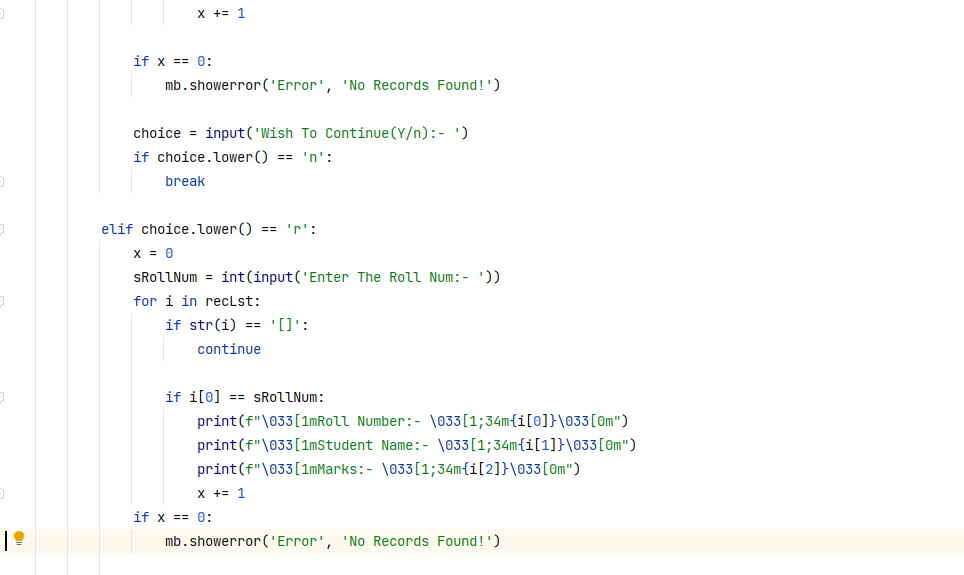 x += 1
    if x == 0:
        mb.showerror('Error', 'No Records Found!')
    choice = input('Wish To Continue(Y/n):- ')
    if choice.lower() == 'n':
        break
elif choice.lower() == 'r':
    x = 0
    sRollNum = int(input('Enter The Roll Num:- '))
    for i in recLst:
        if str(i) == '[]':
            continue
        if i[0] == sRollNum:
            print(f"\033[1mRoll Number:- \033[1;34m{i[0]}\033[0m")
            print(f"\033[1mStudent Name:- \033[1;34m{i[1]}\033[0m")
            print(f"\033[1mMarks:- \033[1;34m{i[2]}\033[0m")
            x += 1
    if x == 0:
        mb.showerror('Error', 'No Records Found!')